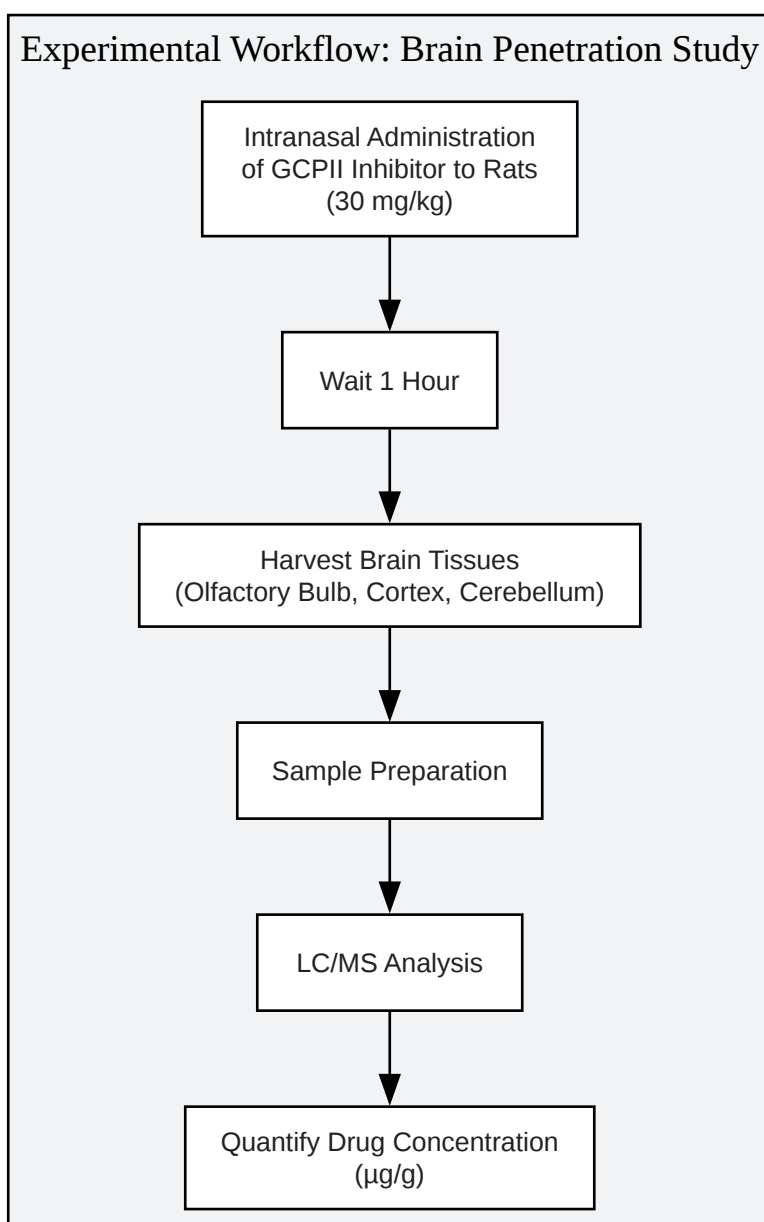 Experimental Workflow: Brain Penetration Study
Intranasal Administration
of GCPII Inhibitor to Rats
(30 mg/kg)
Wait 1 Hour
Harvest Brain Tissues
(Olfactory Bulb, Cortex, Cerebellum)
Sample Preparation
LC/MS Analysis
Quantify Drug Concentration
(µg/g)